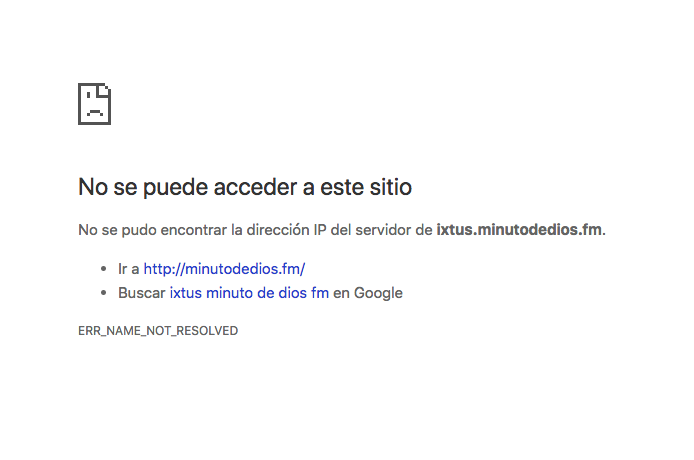 No se puede acceder a este sitio
No se pudo encontrar la dirección IP del servidor de ixtus.minutodedios.fm.
• Ir a http://minutodedios.fm/
• Buscar ixtus minuto de dios fm en Google
ERR_NAME_NOT_RESOLVED